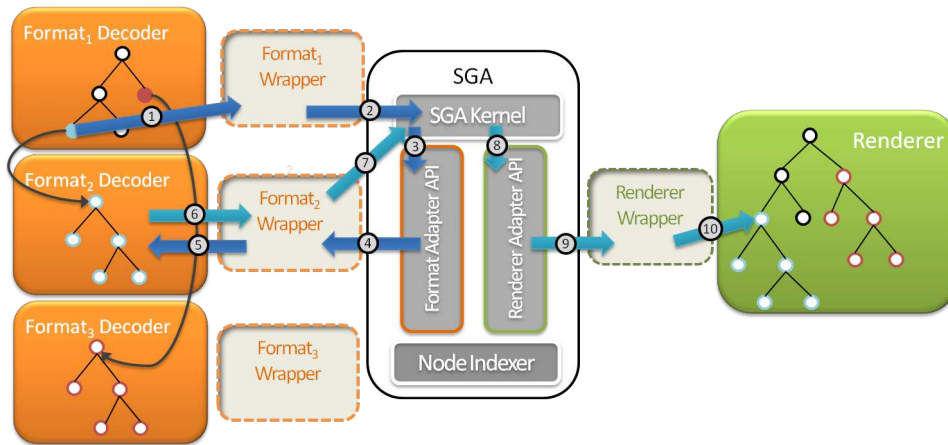 Format₁ Decoder
Format₁
Wrapper
SGA
SGA Kernel
1
2
3
8
7
Format Adapter API
Renderer Adapter API
Format₂ Decoder
Format₂
Wrapper
6
5
4
9
Renderer
Wrapper
10
Renderer
Format₃ Decoder
Format₃
Wrapper
Node Indexer